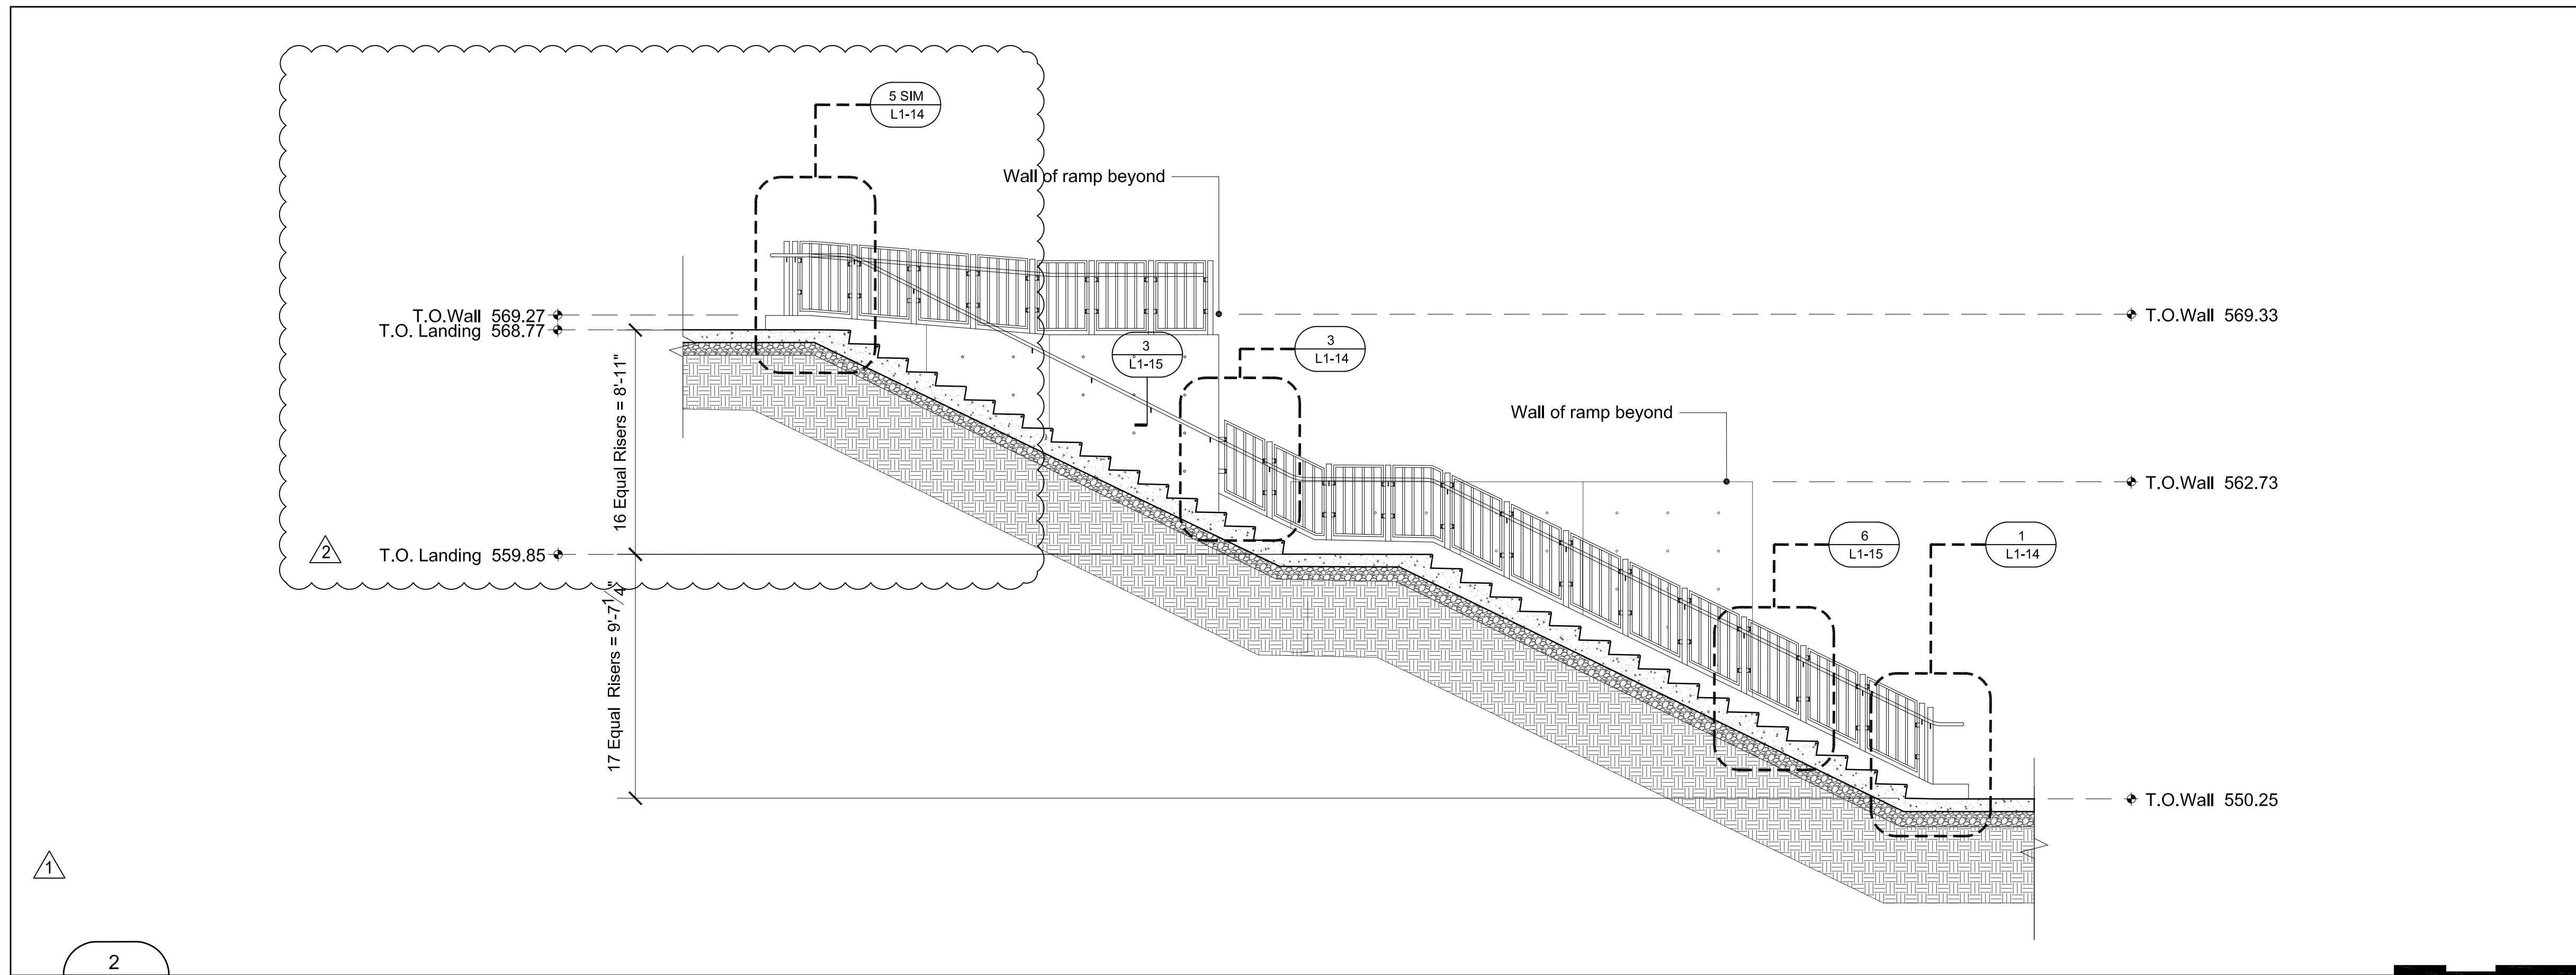 5 SIM
L1-14
Wall of ramp beyond
T.O.Wall 569.27
T.O. Landing 568.77
T.O.Wall 569.33
3
L1-15
3
L1-14
16 Equal Risers = 8'-11"
Wall of ramp beyond
T.O.Wall 562.73
6
L1-15
1
L1-14
2
T.O. Landing 559.85
17 Equal Risers = 9'-7 1/4"
T.O.Wall 550.25
1
2